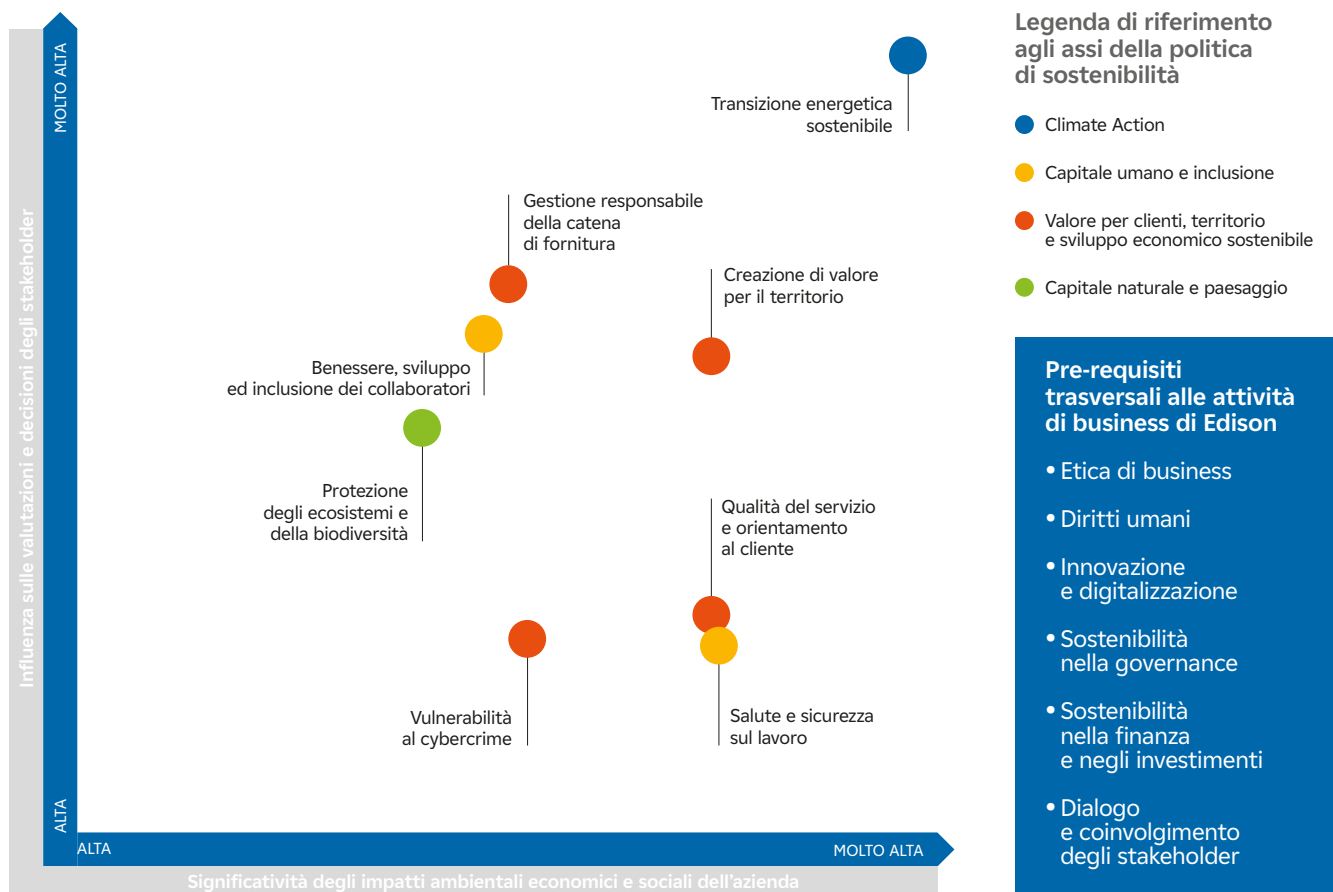 MOLTO ALTA
Influenza sulle valutazioni e decisioni degli stakeholder
ALTA
Transizione energetica
sostenibile
Gestione responsabile
della catena
di fornitura
Creazione di valore
per il territorio
Benessere, sviluppo
ed inclusione dei collaboratori
Protezione
degli ecosistemi e
della biodiversità
Qualità del servizio
e orientamento
al cliente
Vulnerabilità
al cybercrime
Salute e sicurezza
sul lavoro
ALTA
MOLTO ALTA
Significatività degli impatti ambientali economici e sociali dell'azienda
Legenda di riferimento
agli assi della politica
di sostenibilità
Climate Action
Capitale umano e inclusione
Valore per clienti, territorio
e sviluppo economico sostenibile
Capitale naturale e paesaggio
Pre-requisiti
trasversali alle attività
di business di Edison
• Etica di business
• Diritti umani
• Innovazione
e digitalizzazione
• Sostenibilità
nella governance
• Sostenibilità
nella finanza
e negli investimenti
• Dialogo
e coinvolgimento
degli stakeholder